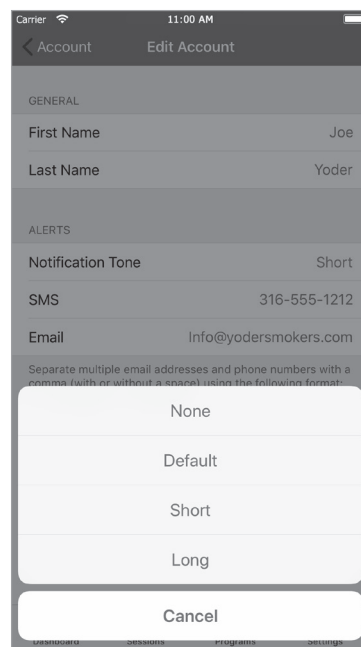 Carrier 11:00 AM
Account Edit Account
GENERAL
First Name Joe
Last Name Yoder
ALERTS
Notification Tone Short
SMS 316-555-1212
Email Info@yodersmokers.com
Separate multiple email addresses and phone numbers with a
comma (with or without a space) using the following format:
None
Default
Short
Long
Cancel
Dashboard Sessions Programs Settings